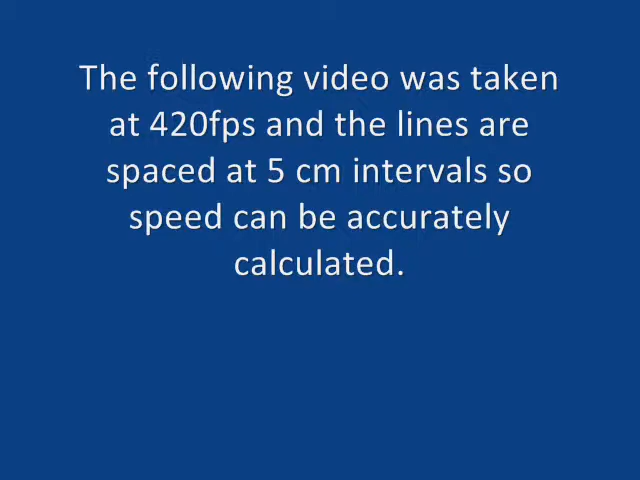 The following video was taken
at 420fps and the lines are
spaced at 5 cm intervals so
speed can be accurately
calculated.